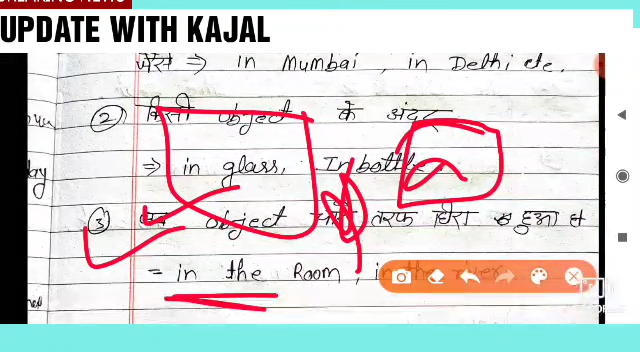 UPDATE WITH KAJAL
जैसे ⇒ in Mumbai, in Delhi etc.
② किसी object के अंदर
⇒ in glass, In bottle
③ object तरफ घिरा हुआ
= in the Room, in the river